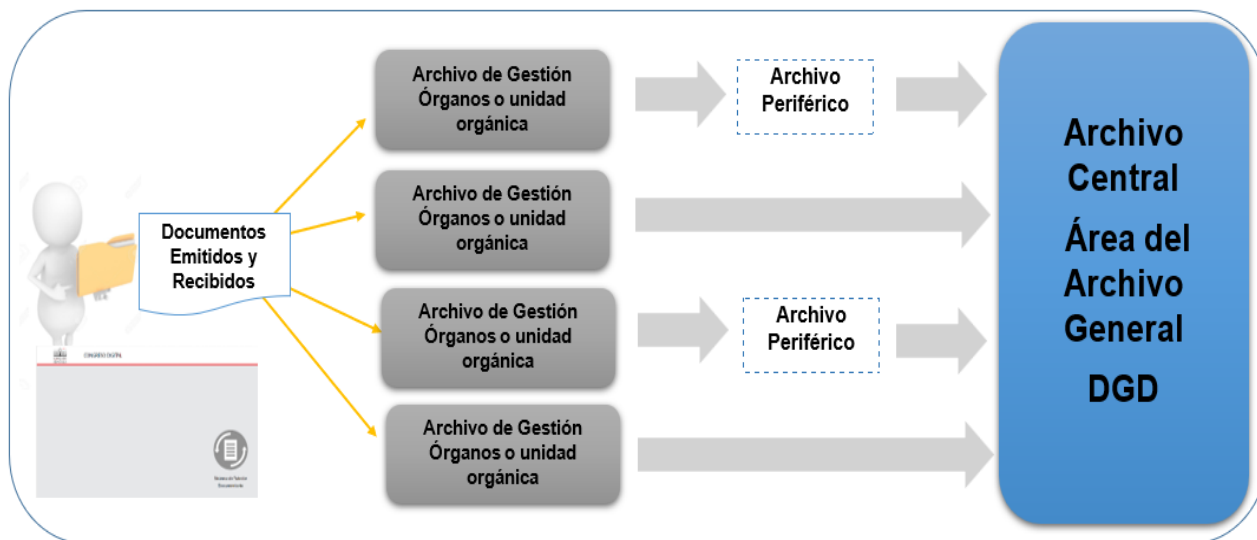 Documentos
Emitidos y
Recibidos
CONGRESO DIGITAL
Archivo de Gestión
Órganos o unidad
orgánica
Archivo
Periférico
Archivo de Gestión
Órganos o unidad
orgánica
Archivo de Gestión
Órganos o unidad
orgánica
Archivo
Periférico
Archivo de Gestión
Órganos o unidad
orgánica
Archivo
Central
Área del
Archivo
General
DGD